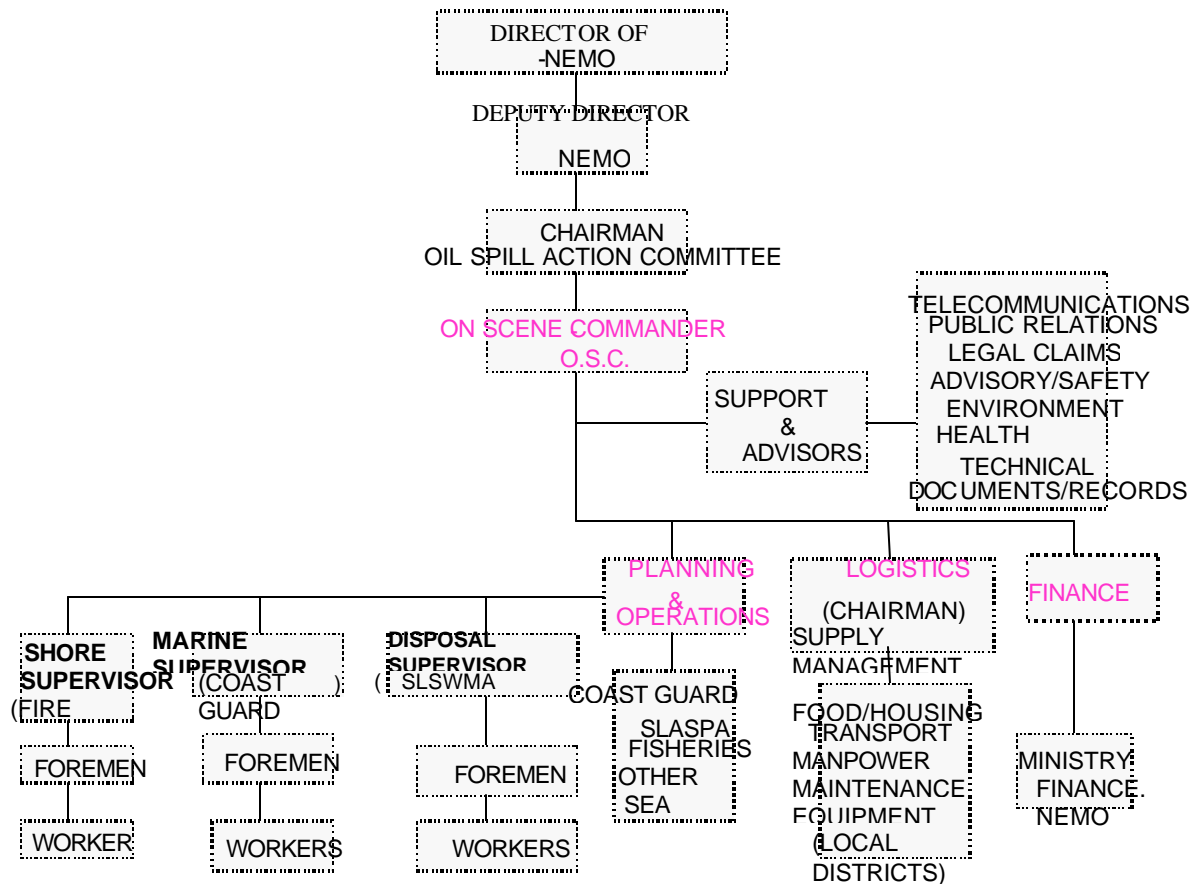 DIRECTOR OF
-NEMO
DEPUTY DIRECTOR
NEMO
CHAIRMAN
OIL SPILL ACTION COMMITTEE
ON SCENE COMMANDER
O.S.C.
SUPPORT
&
ADVISORS
TELECOMMUNICATIONS
PUBLIC RELATIONS
LEGAL CLAIMS
ADVISORY/SAFETY
ENVIRONMENT
HEALTH
TECHNICAL
DOCUMENTS/RECORDS
PLANNING
&
OPERATIONS
LOGISTICS
(CHAIRMAN)
SUPPLY
MANAGEMENT
FINANCE
SHORE
SUPERVISOR
(FIRE
MARINE
SUPERVISOR
(COAST )
GUARD
DISPOSAL
SUPERVISOR
( SLSWMA
COAST GUARD
SLASPA
FISHERIES
OTHER
SEA
FOOD/HOUSING
TRANSPORT
MANPOWER
MAINTENANCE
EQUIPMENT
(LOCAL
DISTRICTS)
MINISTRY
FINANCE.
NEMO
FOREMEN
FOREMEN
FOREMEN
WORKER
WORKERS
WORKERS